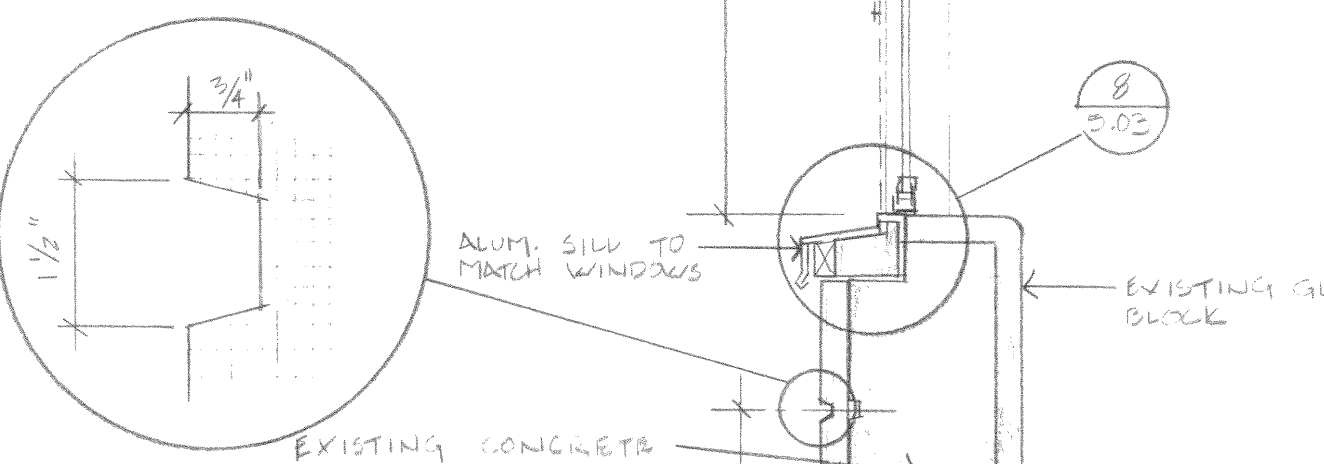 3/4"
1 1/2"
8
5.03
ALUM. SILL TO
MATCH WINDOWS
EXISTING GL
BLOCK
EXISTING CONCRETE